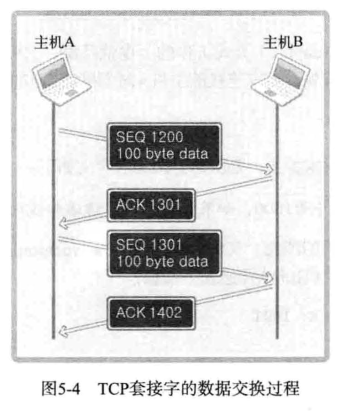 主机A
主机B
SEQ 1200
100 byte data
ACK 1301
SEQ 1301
100 byte data
ACK 1402
图5-4 TCP套接字的数据交换过程